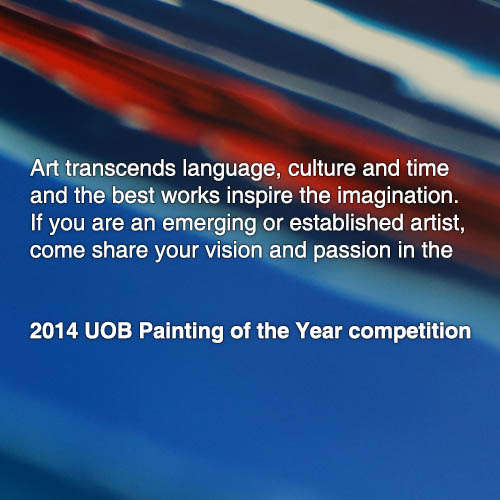 Art transcends language, culture and time
and the best works inspire the imagination.
If you are an emerging or established artist,
come share your vision and passion in the
2014 UOB Painting of the Year competition